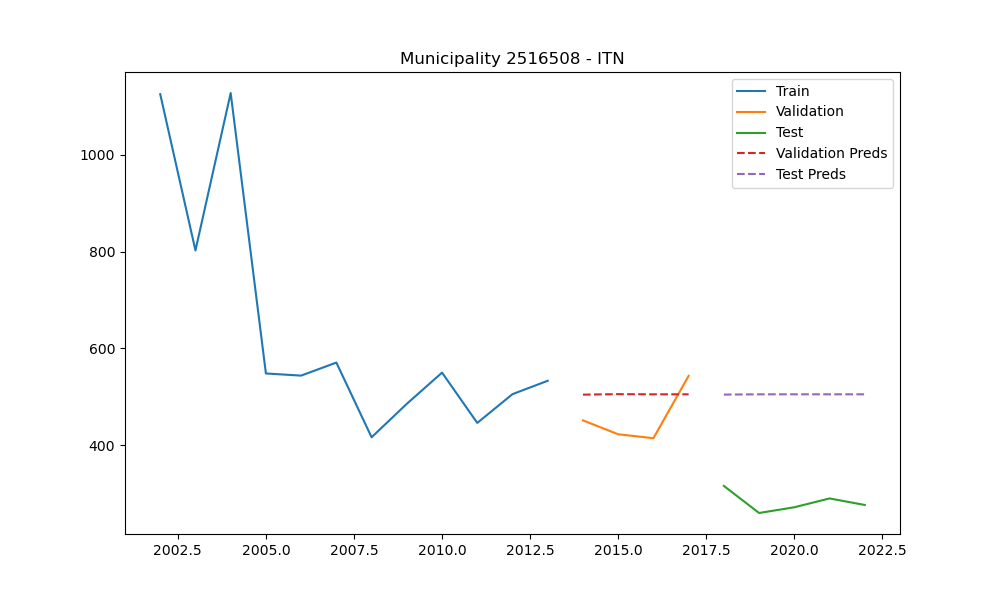 Municipality 2516508 - ITN
Train
Validation
Test
Validation Preds
Test Preds
1000
800
600
400
2002.5 2005.0 2007.5 2010.0 2012.5 2015.0 2017.5 2020.0 2022.5